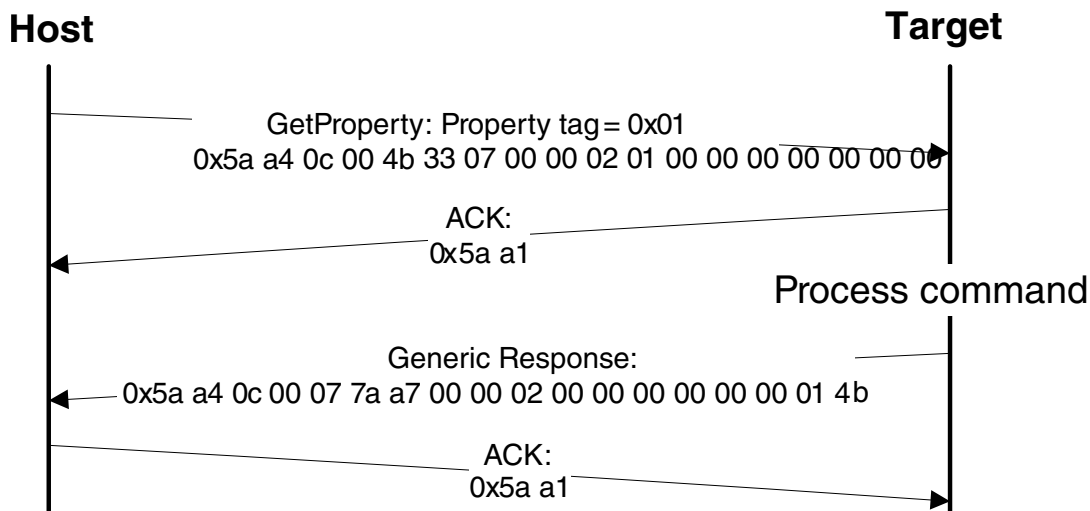 Host
Target
GetProperty: Property tag = 0x01
0x5a a4 0c 00 4b 33 07 00 00 02 01 00 00 00 00 00 00 00
ACK:
0x5a a1
Process command
Generic Response:
0x5a a4 0c 00 07 7a a7 00 00 02 00 00 00 00 00 00 01 4b
ACK:
0x5a a1